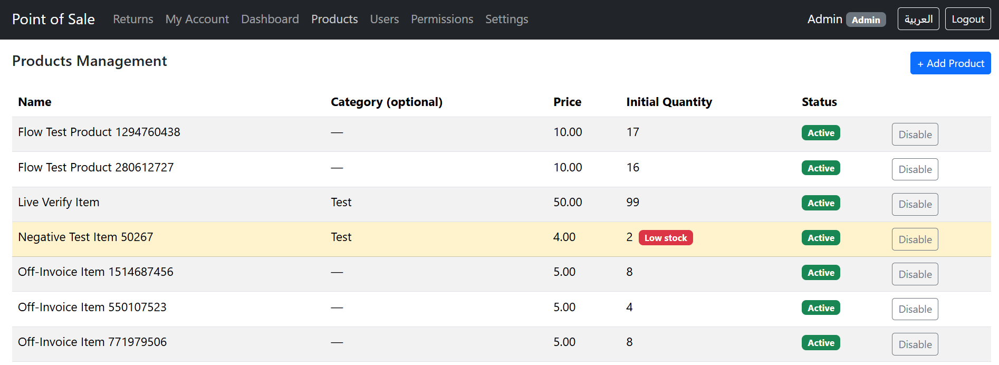 Point of Sale Returns My Account Dashboard Products Users Permissions Settings Admin Admin العربية Logout
Products Management + Add Product
Name Category (optional) Price Initial Quantity Status
Flow Test Product 1294760438 — 10.00 17 Active Disable
Flow Test Product 280612727 — 10.00 16 Active Disable
Live Verify Item Test 50.00 99 Active Disable
Negative Test Item 50267 Test 4.00 2 Low stock Active Disable
Off-Invoice Item 1514687456 — 5.00 8 Active Disable
Off-Invoice Item 550107523 — 5.00 4 Active Disable
Off-Invoice Item 771979506 — 5.00 8 Active Disable